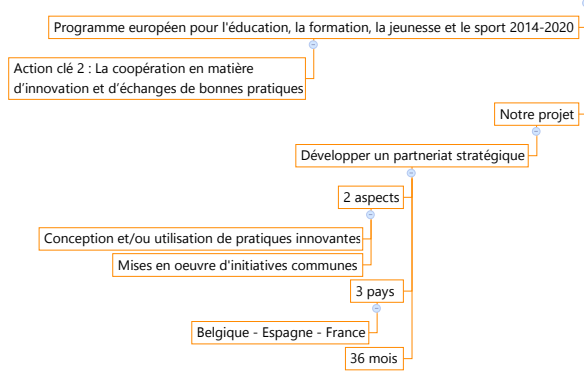 Programme européen pour l'éducation, la formation, la jeunesse et le sport 2014-2020
Action clé 2 : La coopération en matière
d'innovation et d'échanges de bonnes pratiques
Notre projet
Développer un partneriat stratégique
2 aspects
Conception et/ou utilisation de pratiques innovantes
Mises en oeuvre d'initiatives communes
3 pays
Belgique - Espagne - France
36 mois